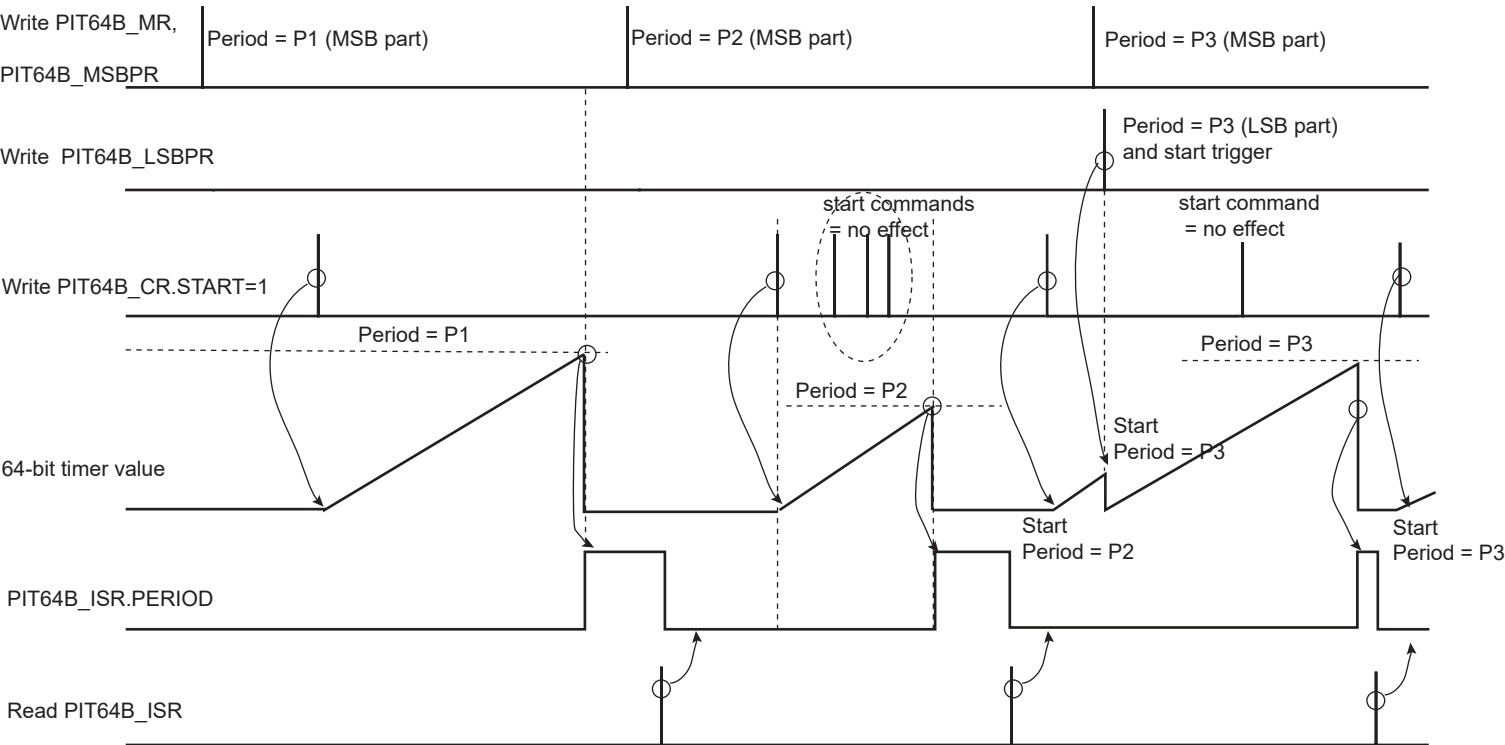 Write PIT64B_MR,
Period = P1 (MSB part)
Period = P2 (MSB part)
Period = P3 (MSB part)
PIT64B_MSBPR
Period = P3 (LSB part)
and start trigger
Write PIT64B_LSBPR
start commands
= no effect
start command
= no effect
Write PIT64B_CR.START=1
Period = P1
Period = P3
Period = P2
Start
Period = P3
64-bit timer value
Start
Period = P2
Start
Period = P3
PIT64B_ISR.PERIOD
Read PIT64B_ISR